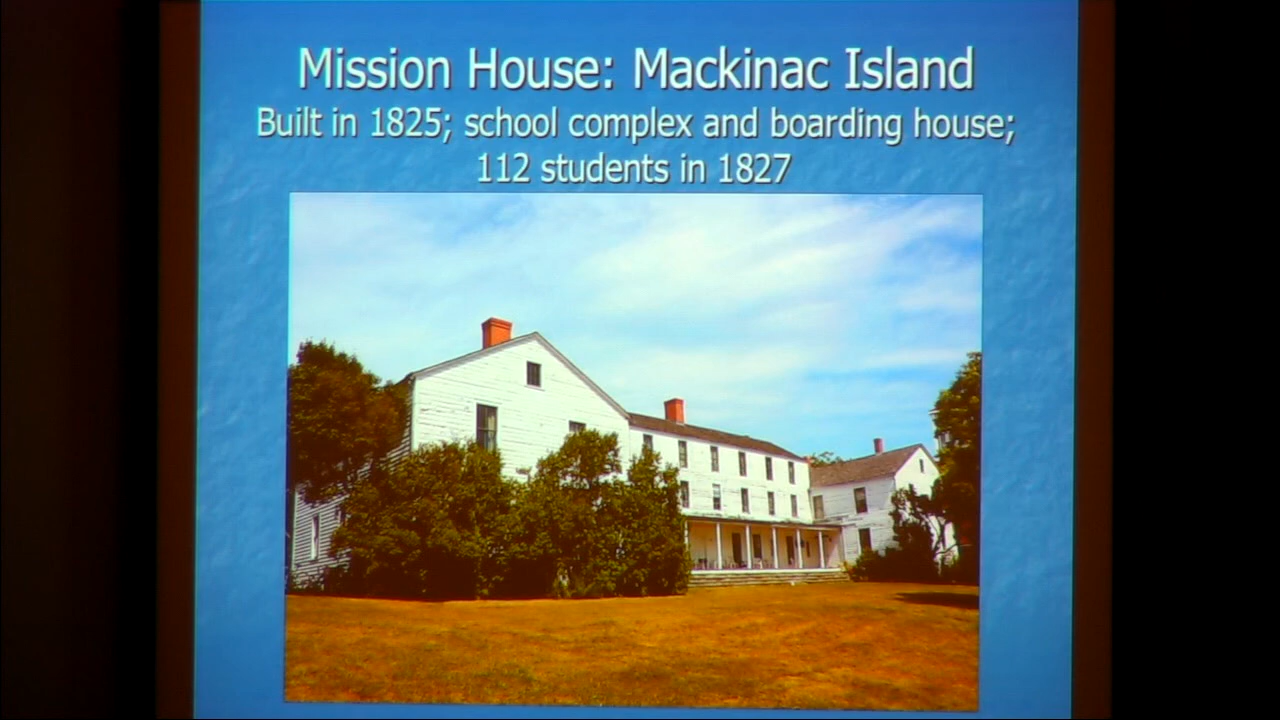 Mission House: Mackinac Island
Built in 1825; school complex and boarding house;
112 students in 1827